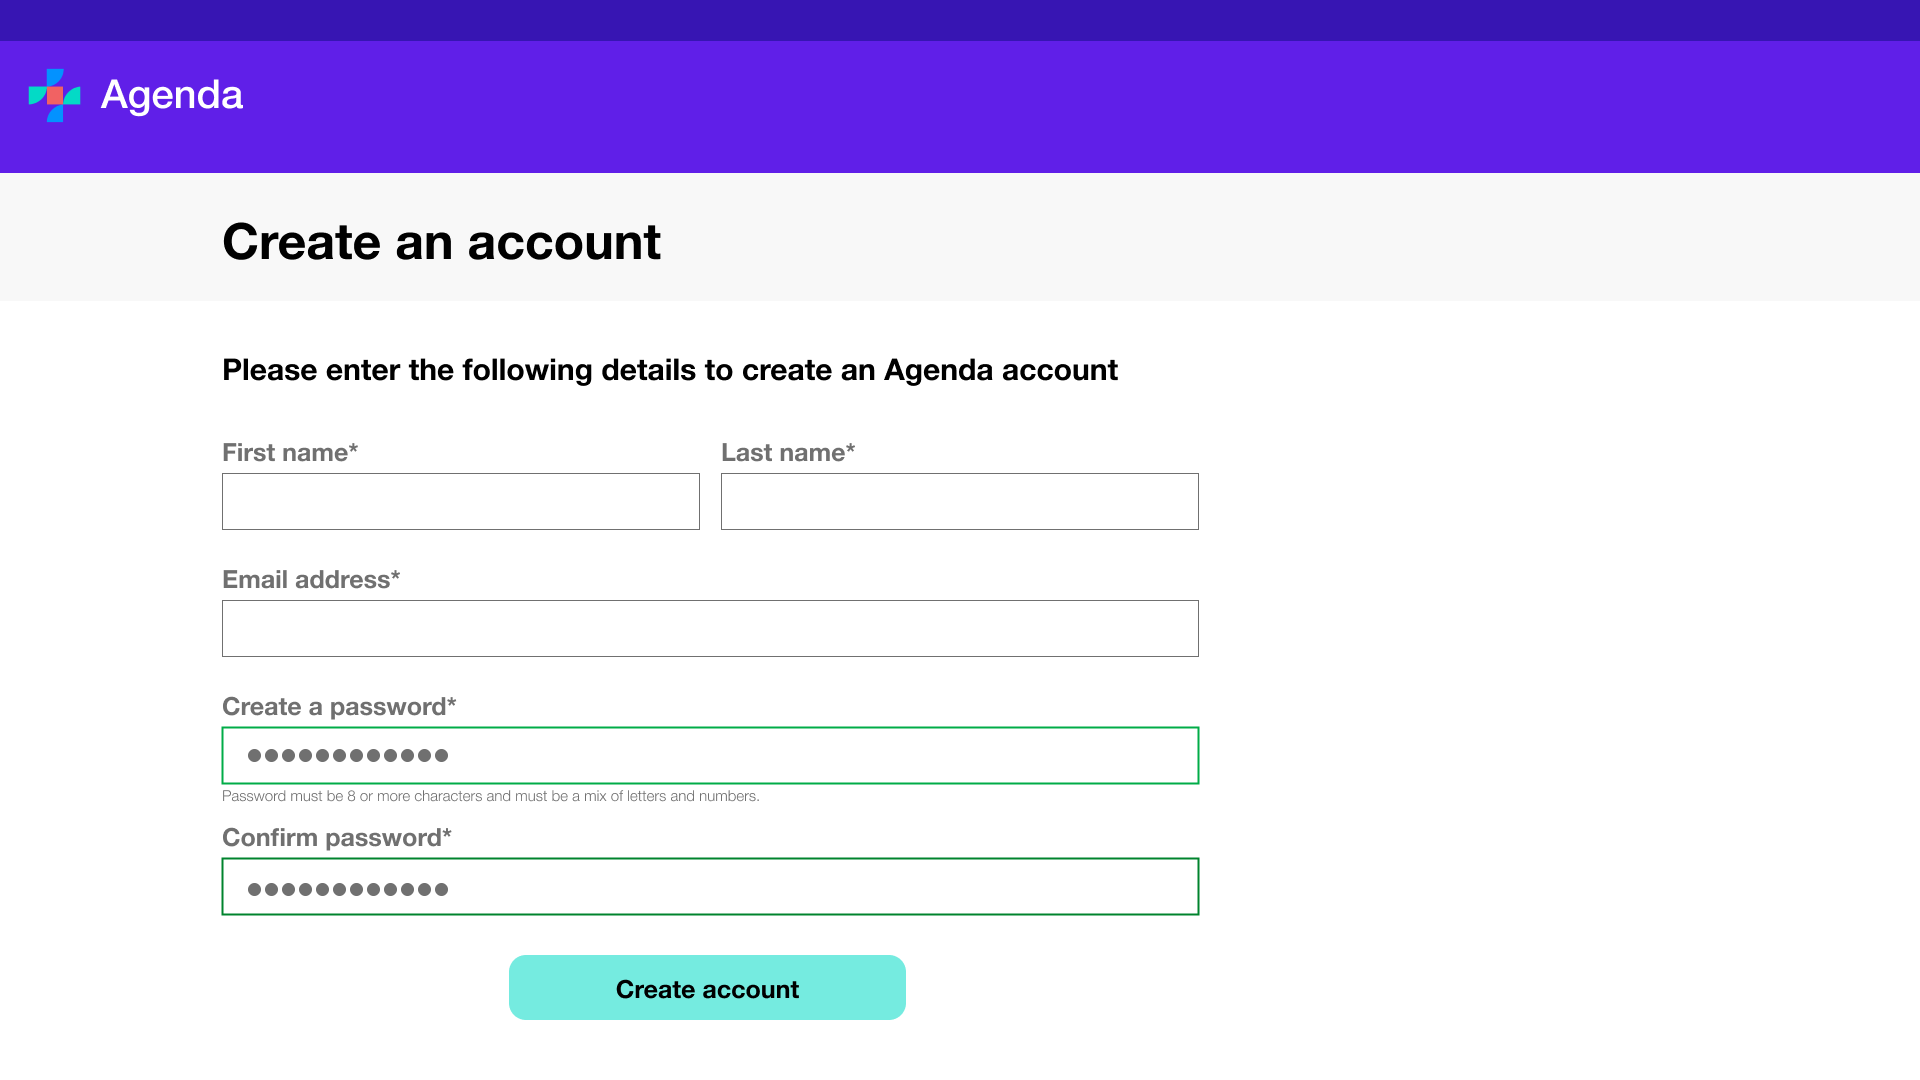 Agenda
Create an account
Please enter the following details to create an Agenda account
First name* Last name*
Email address*
Create a password*
●●●●●●●●●●●●
Password must be 8 or more characters and must be a mix of letters and numbers.
Confirm password*
●●●●●●●●●●●●
Create account